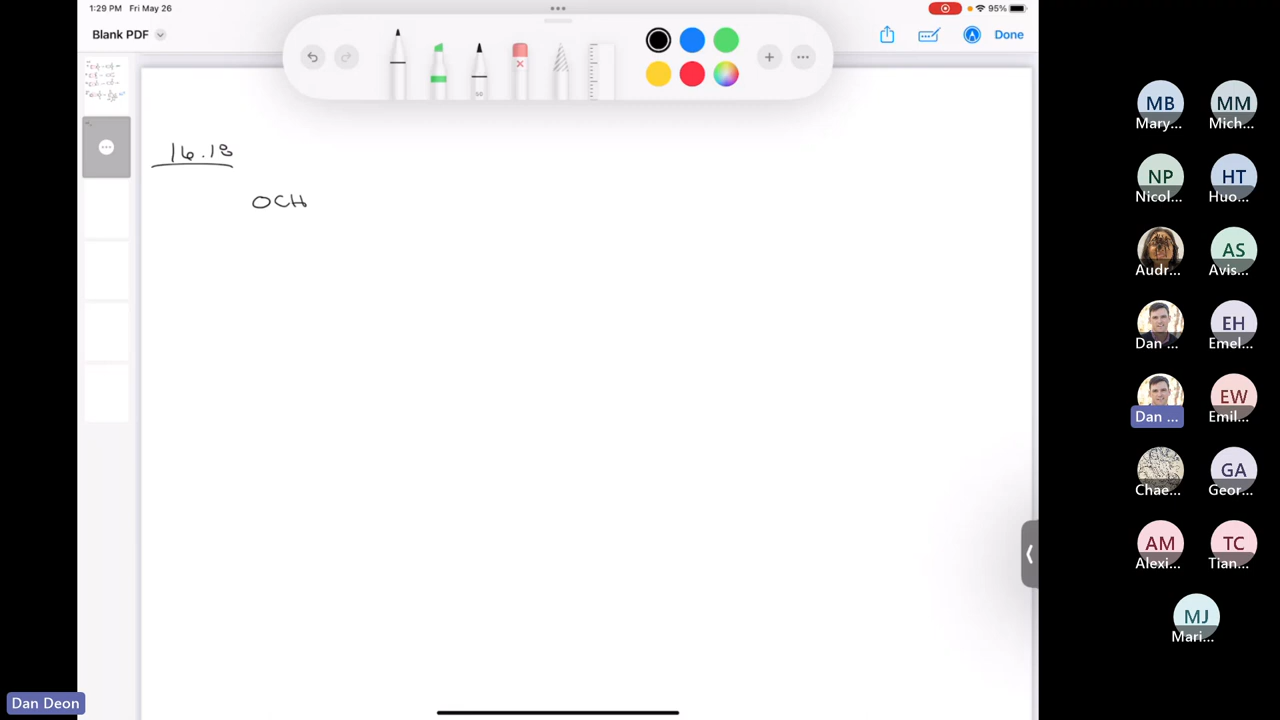 1:29 PM Fri May 26
95%
Blank PDF
Done
16.18
OCH
MB
Mary...
MM
Mich...
NP
Nicol...
HT
Huo...
Audr...
AS
Avis...
Dan ...
EH
Emel...
Dan ...
EW
Emil...
Chae...
GA
Geor...
AM
Alexi...
TC
Tian...
MJ
Mari...
Dan Deon